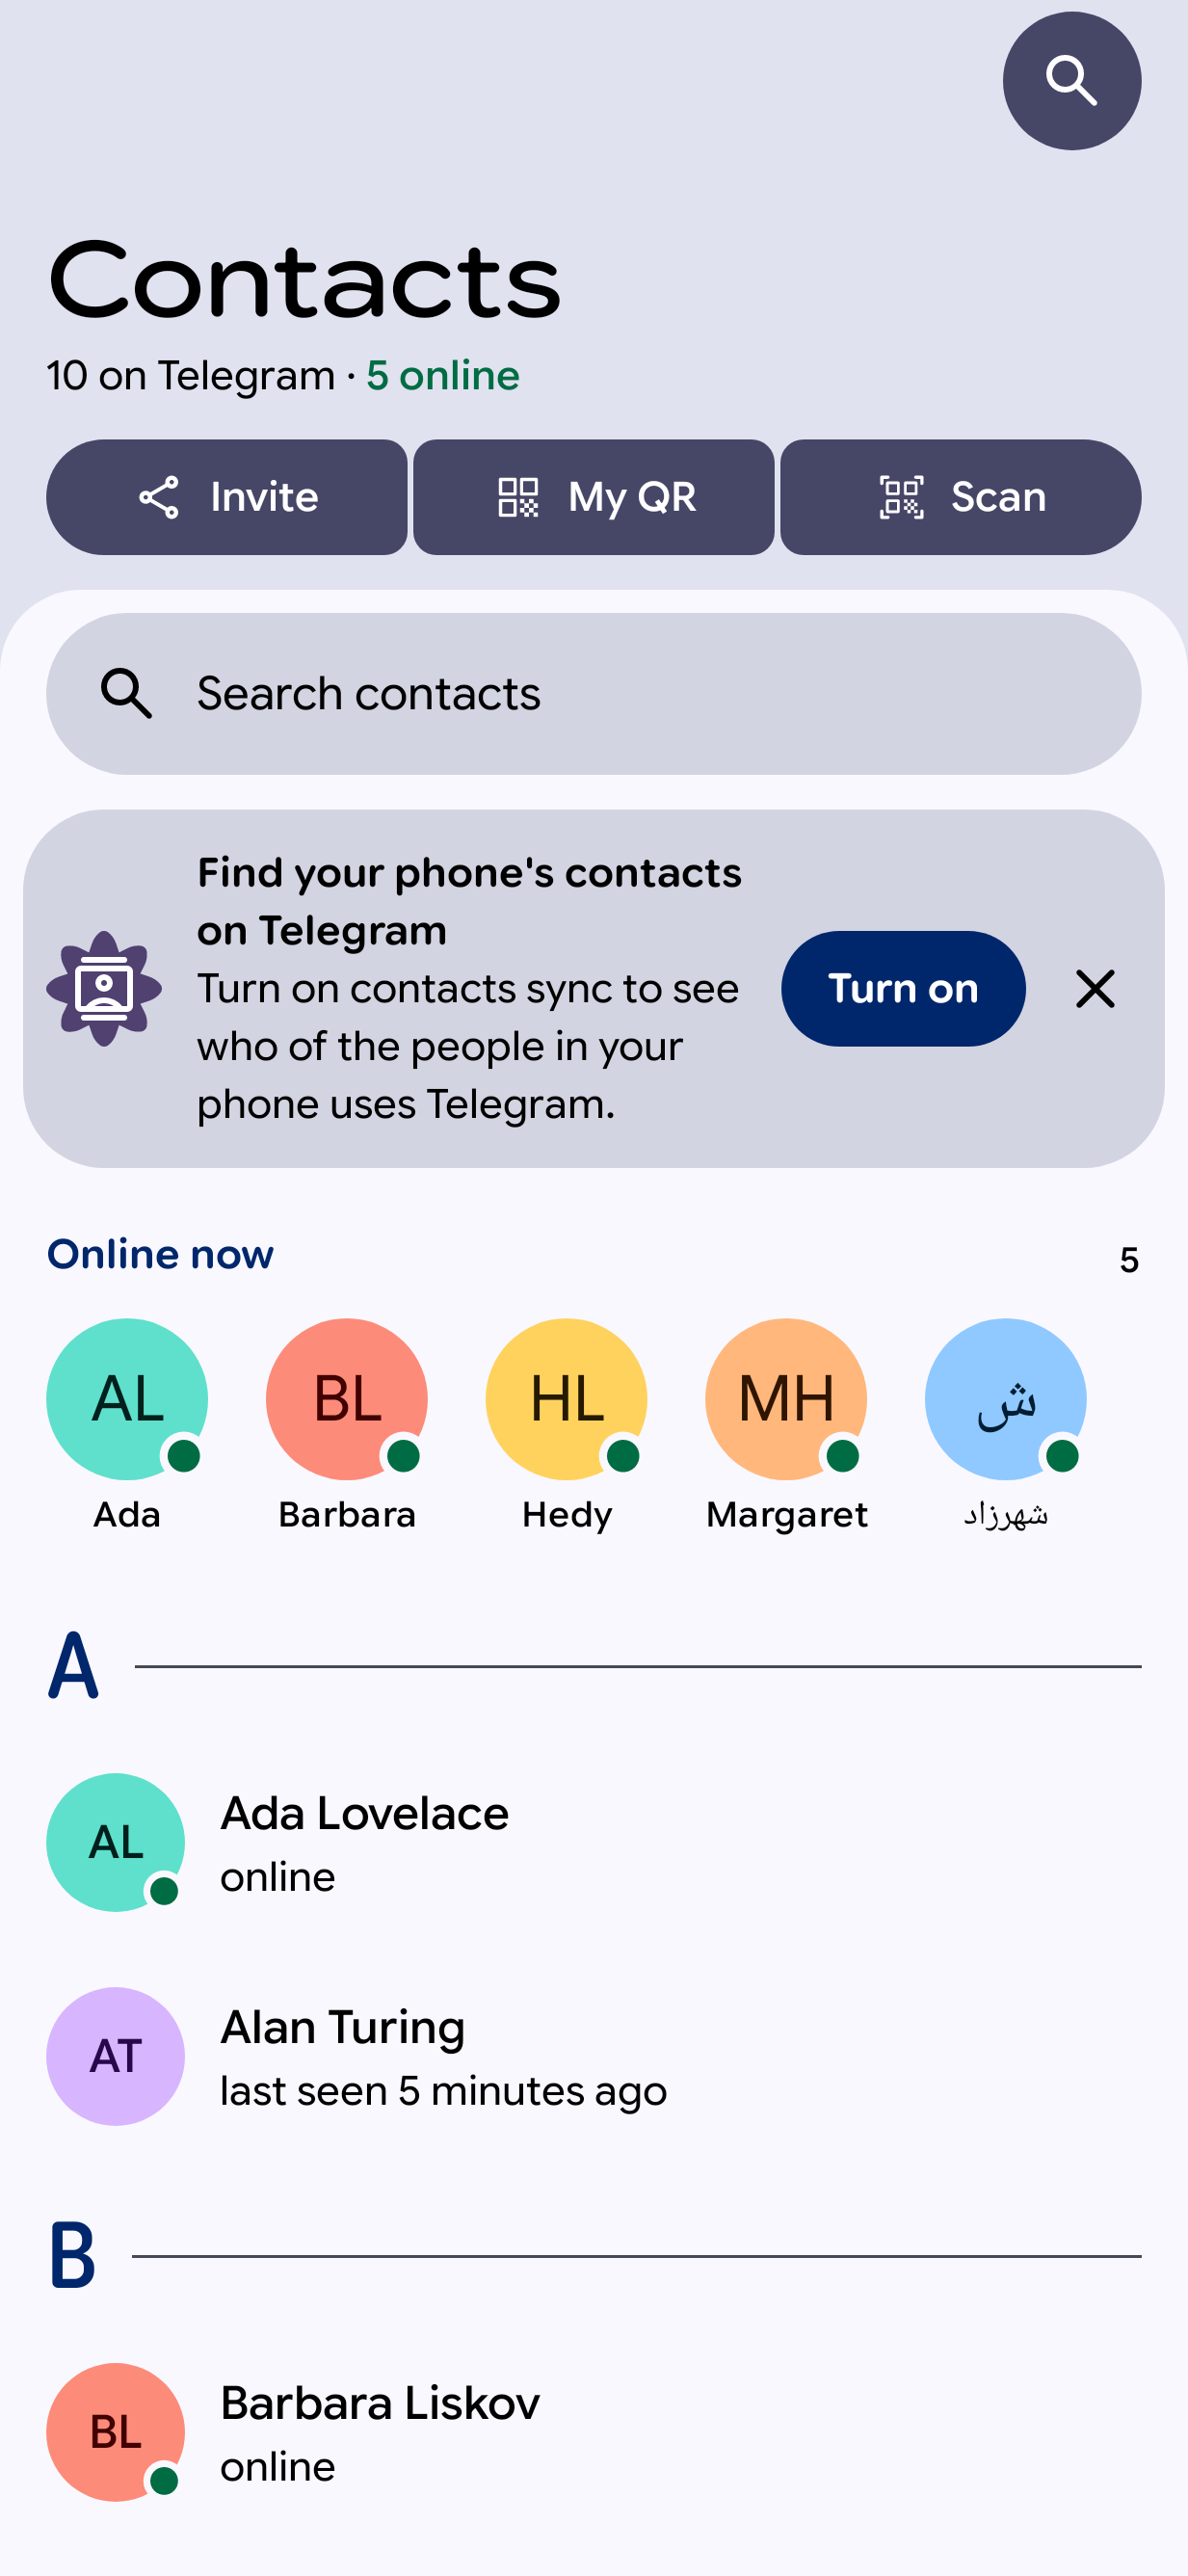 Contacts
10 on Telegram · 5 online
Invite
My QR
Scan
Search contacts
Find your phone's contacts
on Telegram
Turn on contacts sync to see
who of the people in your
phone uses Telegram.
Turn on
Online now
5
AL
BL
HL
MH
ش
Ada
Barbara
Hedy
Margaret
شهرزاد
A
AL
Ada Lovelace
online
AT
Alan Turing
last seen 5 minutes ago
B
BL
Barbara Liskov
online